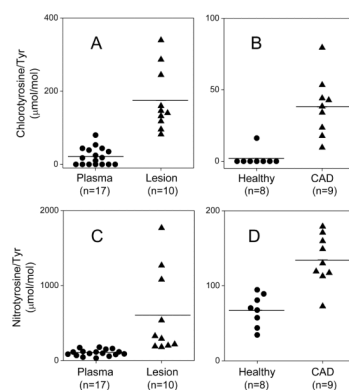 Chlorotyrosine/Tyr
(μmol/mol)
400
200
0
A
Plasma
(n=17)
Lesion
(n=10)
100
50
0
B
Healthy
(n=8)
CAD
(n=9)
Nitrotyrosine/Tyr
(μmol/mol)
2000
1000
0
C
Plasma
(n=17)
Lesion
(n=10)
200
100
0
D
Healthy
(n=8)
CAD
(n=9)